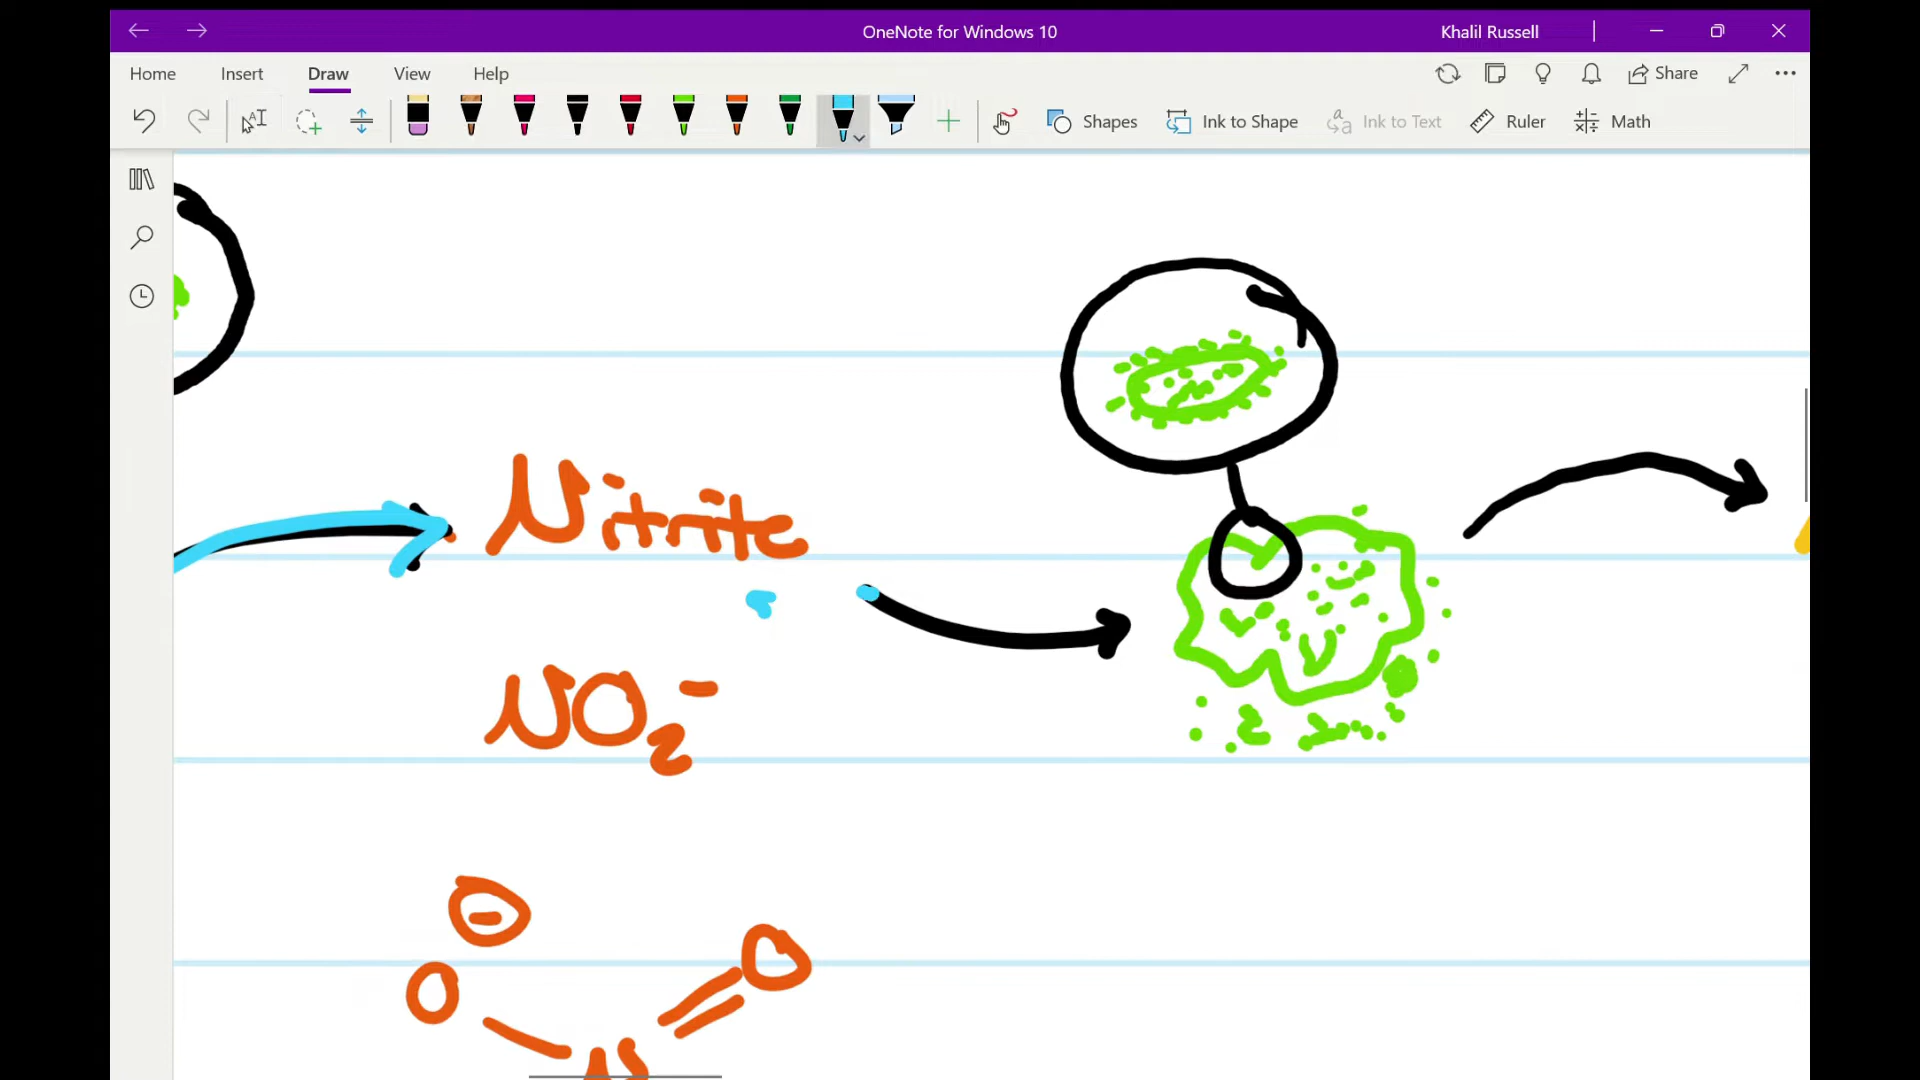 OneNote for Windows 10
Khalil Russell
Home Insert Draw View Help
Share
Shapes Ink to Shape Ink to Text Ruler Math
Nitrite
NO₂⁻
O
O
N